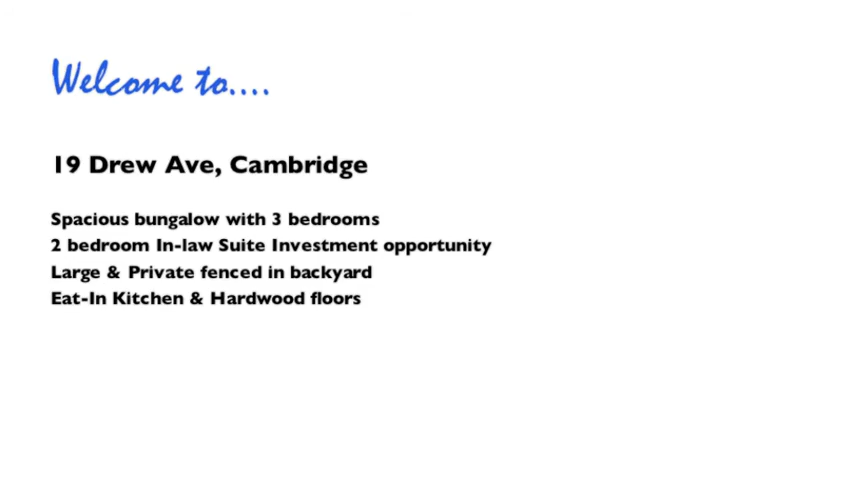 Welcome to....
19 Drew Ave, Cambridge
Spacious bungalow with 3 bedrooms
2 bedroom In-law Suite Investment opportunity
Large & Private fenced in backyard
Eat-In Kitchen & Hardwood floors